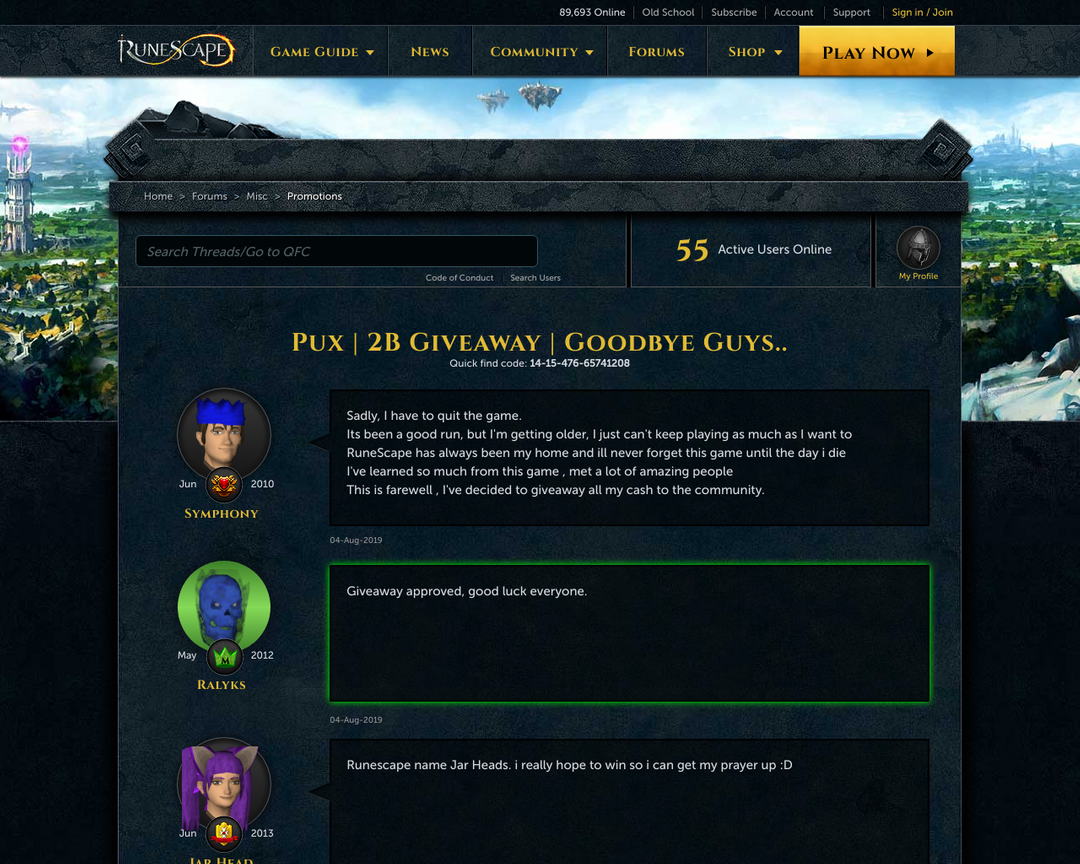 89,693 Online Old School Subscribe Account Support Sign in / Join
RUNESCAPE GAME GUIDE NEWS COMMUNITY FORUMS SHOP PLAY NOW
Home > Forums > Misc > Promotions
Search Threads/Go to QFC
55 Active Users Online
My Profile
Code of Conduct Search Users
PUX | 2B GIVEAWAY | GOODBYE GUYS..
Quick find code: 14-15-476-65741208
Sadly, I have to quit the game.
Its been a good run, but I'm getting older, I just can't keep playing as much as I want to
RuneScape has always been my home and ill never forget this game until the day i die
I've learned so much from this game , met a lot of amazing people
This is farewell , I've decided to giveaway all my cash to the community.
Jun 2010
SYMPHONY
04-Aug-2019
Giveaway approved, good luck everyone.
May 2012
RALYKS
04-Aug-2019
Runescape name Jar Heads. i really hope to win so i can get my prayer up :D
Jun 2013
JAR HEAD